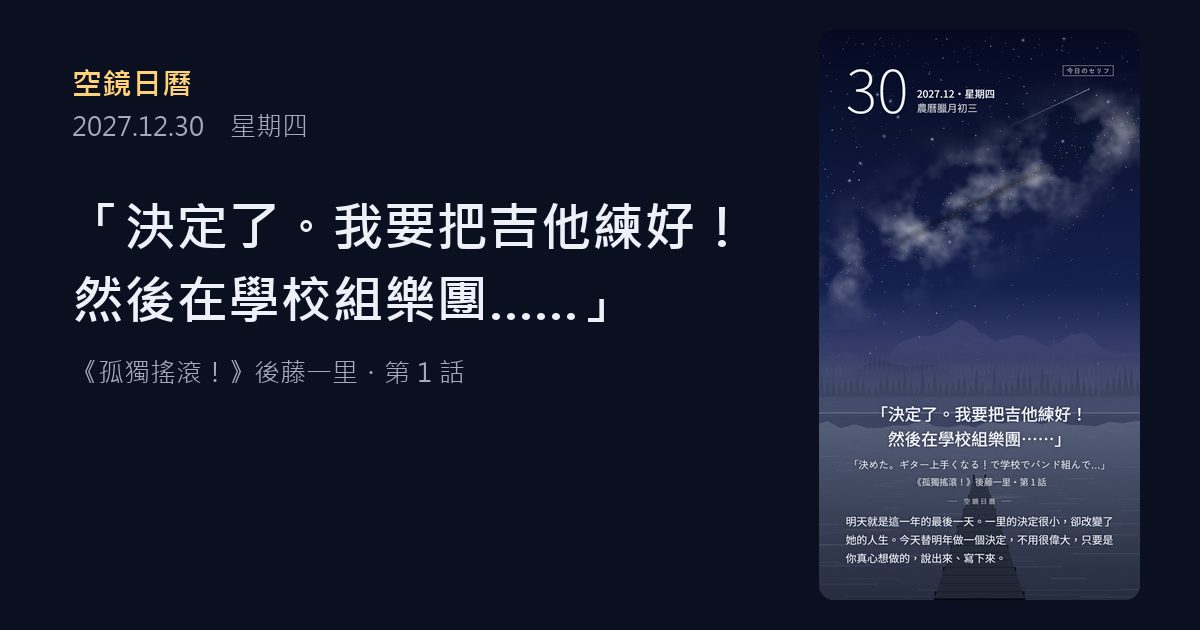 空鏡日曆
2027.12.30 星期四
「決定了。我要把吉他練好!
然後在學校組樂團……」
《孤獨搖滾!》後藤一里·第 1 話
30
2027.12・星期四
農曆臘月初三
今日のセリフ
「決定了。我要把吉他練好!
然後在學校組樂團……」
「決めた。ギター上手くなる!で学校でバンド組んで…」
《孤獨搖滾!》後藤一里・第 1 話
— 空鏡日曆 —
明天就是這一年的最後一天。一里的決定很小,卻改變了
她的人生。今天替明年做一個決定,不用很偉大,只要是
你真心想做的,說出來、寫下來。